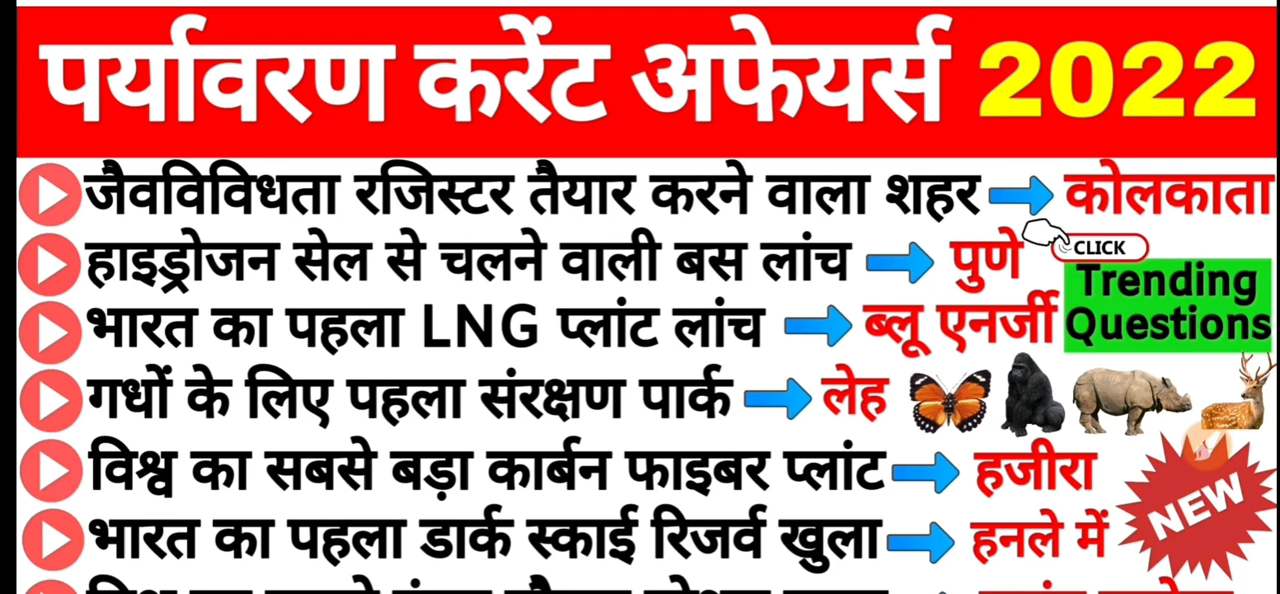 पर्यावरण करेंट अफेयर्स 2022
जैवविविधता रजिस्टर तैयार करने वाला शहर कोलकाता
हाइड्रोजन सेल से चलने वाली बस लांच पुणे
CLICK
Trending
Questions
भारत का पहला LNG प्लांट लांच ब्लू एनर्जी
गधों के लिए पहला संरक्षण पार्क लेह
विश्व का सबसे बड़ा कार्बन फाइबर प्लांट हजीरा
NEW
भारत का पहला डार्क स्काई रिजर्व खुला हनले में